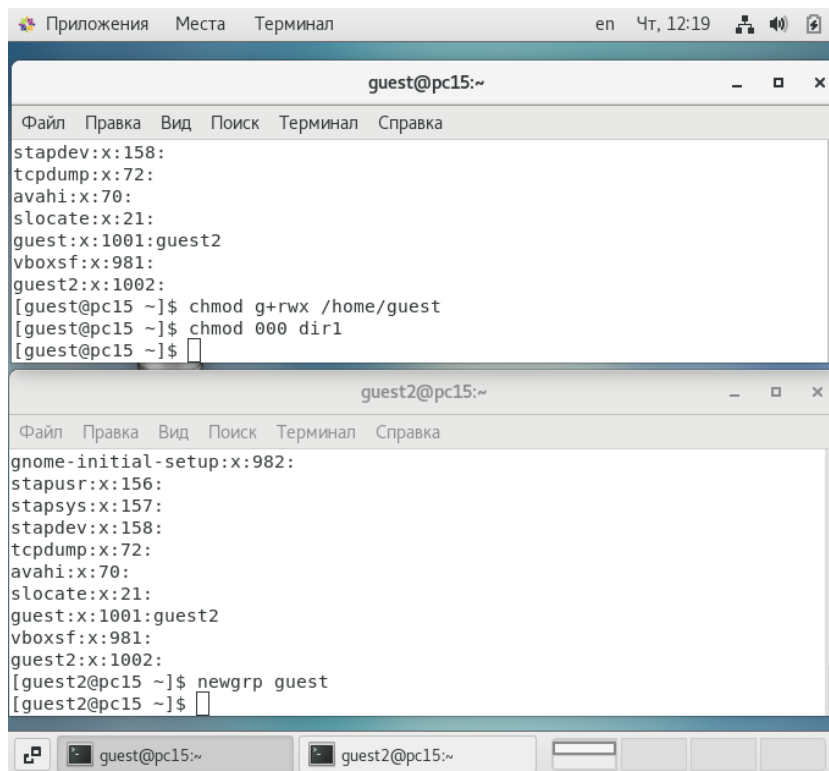 Приложения Места Терминал en Чт, 12:19
guest@pc15:~
Файл Правка Вид Поиск Терминал Справка
stapdev:x:158:
tcpdump:x:72:
avahi:x:70:
slocate:x:21:
guest:x:1001:guest2
vboxsf:x:981:
guest2:x:1002:
[guest@pc15 ~]$ chmod g+rwx /home/guest
[guest@pc15 ~]$ chmod 000 dir1
[guest@pc15 ~]$
guest2@pc15:~
Файл Правка Вид Поиск Терминал Справка
gnome-initial-setup:x:982:
stapusr:x:156:
stapsys:x:157:
stapdev:x:158:
tcpdump:x:72:
avahi:x:70:
slocate:x:21:
guest:x:1001:guest2
vboxsf:x:981:
guest2:x:1002:
[guest2@pc15 ~]$ newgrp guest
[guest2@pc15 ~]$
guest@pc15:~ guest2@pc15:~